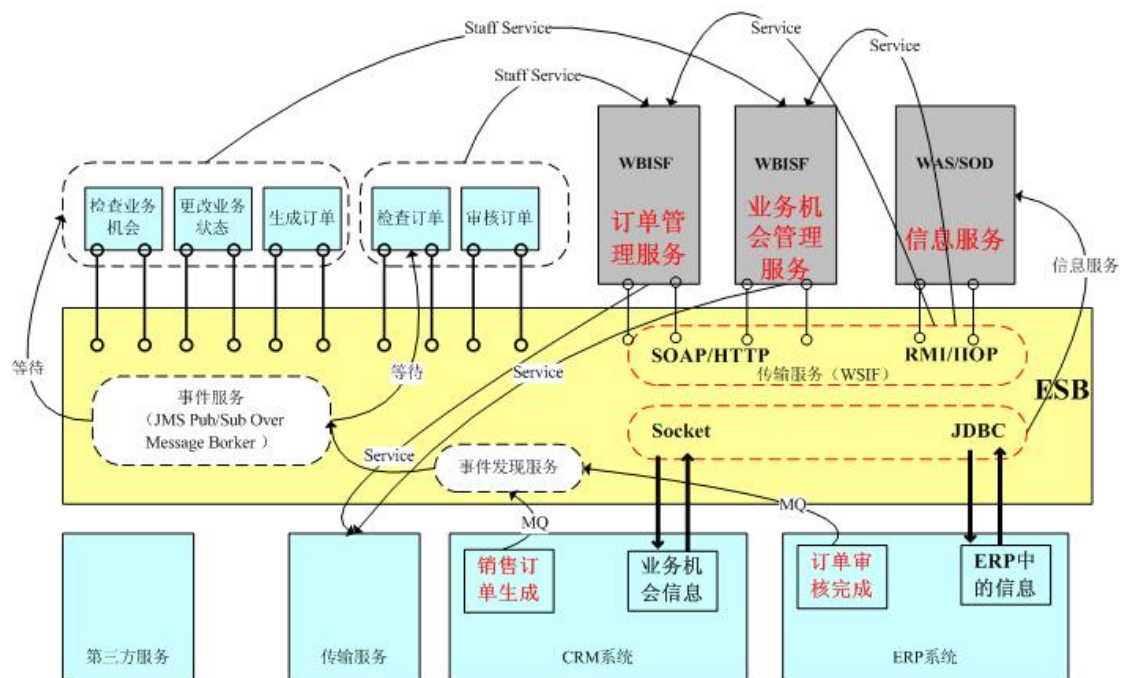 Staff Service
Service
Service
Staff Service
WBISF
WBISF
WAS/SOD
检查业务
机会
更改业务
状态
生成订单
检查订单
审核订单
订单管
理服务
业务机
会管理
服务
信息服务
信息服务
等待
等待
Service
SOAP/HTTP
RMI/IIOP
传输服务（WSIF）
ESB
事件服务
（JMS Pub/Sub Over
Message Borker ）
Socket
JDBC
Service
事件发现服务
MQ
MQ
销售订
单生成
业务机
会信息
订单审
核完成
ERP中
的信息
第三方服务
传输服务
CRM系统
ERP系统